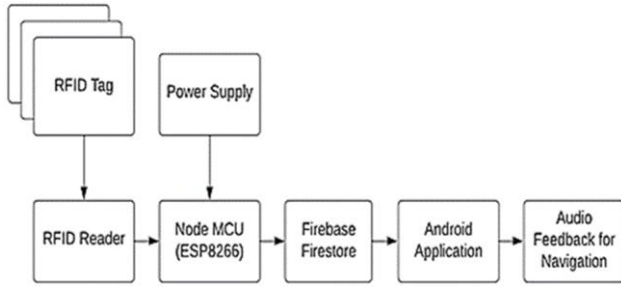 RFID Tag
Power Supply
RFID Reader
Node MCU
(ESP8266)
Firebase
Firestore
Android
Application
Audio
Feedback for
Navigation